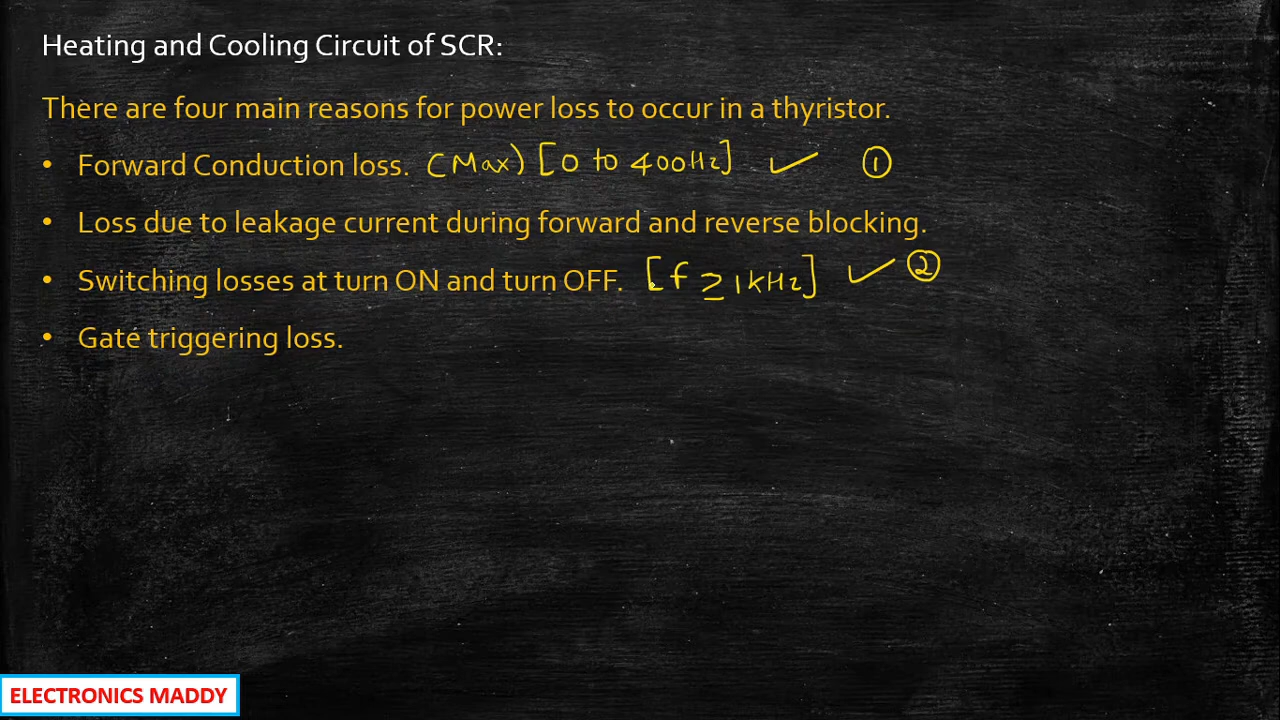 Heating and Cooling Circuit of SCR:
There are four main reasons for power loss to occur in a thyristor.
• Forward Conduction loss. (Max) [0 to 400Hz] ✓ ①
• Loss due to leakage current during forward and reverse blocking.
• Switching losses at turn ON and turn OFF. [f ≥ 1kHz] ✓ ②
• Gate triggering loss.
ELECTRONICS MADDY